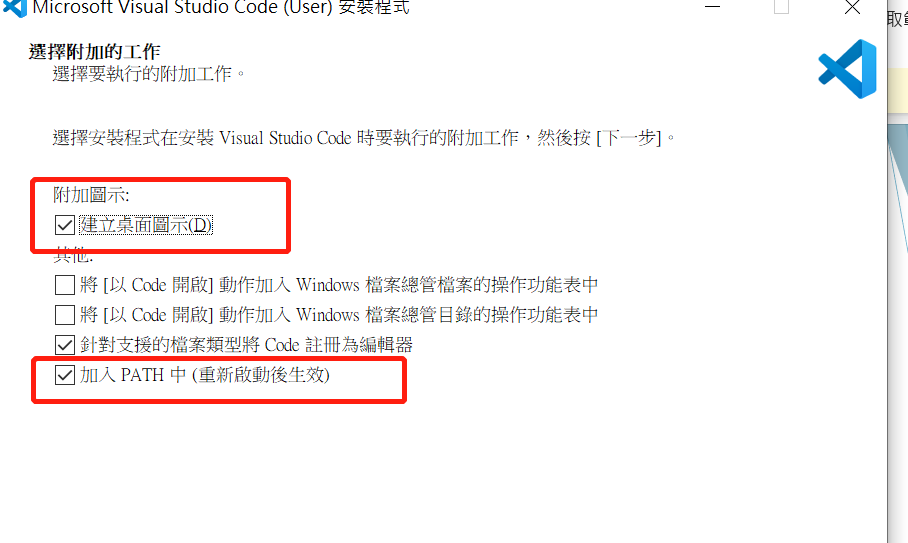 Microsoft Visual Studio Code (User) 安裝程式
選擇附加的工作
選擇要執行的附加工作。
選擇安裝程式在安裝 Visual Studio Code 時要執行的附加工作，然後按 [下一步]。
附加圖示:
建立桌面圖示(D)
其他:
將 [以 Code 開啟] 動作加入 Windows 檔案總管檔案的操作功能表中
將 [以 Code 開啟] 動作加入 Windows 檔案總管目錄的操作功能表中
針對支援的檔案類型將 Code 註冊為編輯器
加入 PATH 中 (重新啟動後生效)